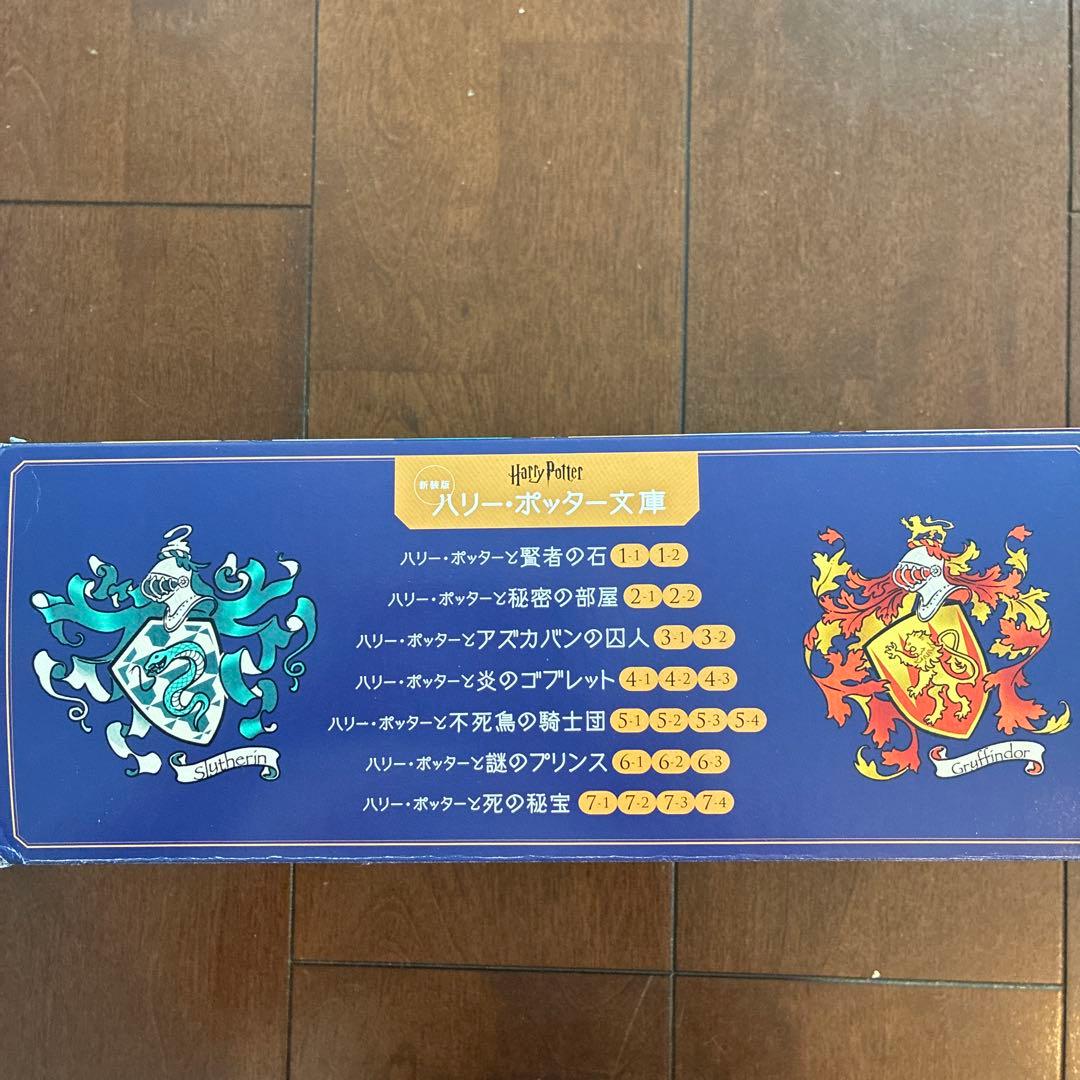 Harry Potter
新装版
ハリー・ポッター文庫
ハリー・ポッターと賢者の石 1-1 1-2
ハリー・ポッターと秘密の部屋 2-1 2-2
ハリー・ポッターとアズカバンの囚人 3-1 3-2
ハリー・ポッターと炎のゴブレット 4-1 4-2 4-3
ハリー・ポッターと不死鳥の騎士団 5-1 5-2 5-3 5-4
ハリー・ポッターと謎のプリンス 6-1 6-2 6-3
ハリー・ポッターと死の秘宝 7-1 7-2 7-3 7-4
Slytherin
Gryffindor